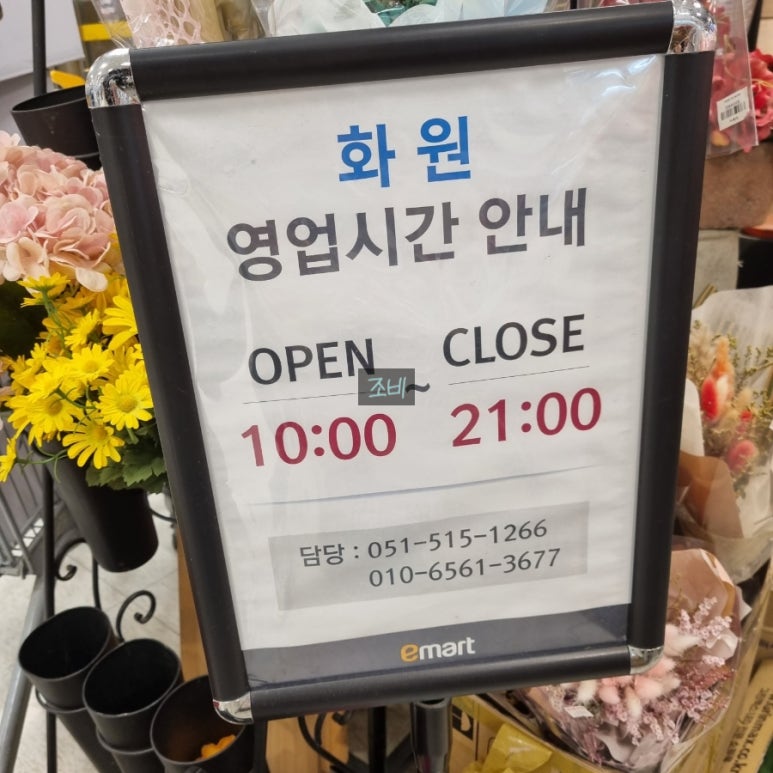 화 원
영업시간 안내
OPEN ~ CLOSE
조비
10:00 21:00
담당 : 051-515-1266
010-6561-3677
emart